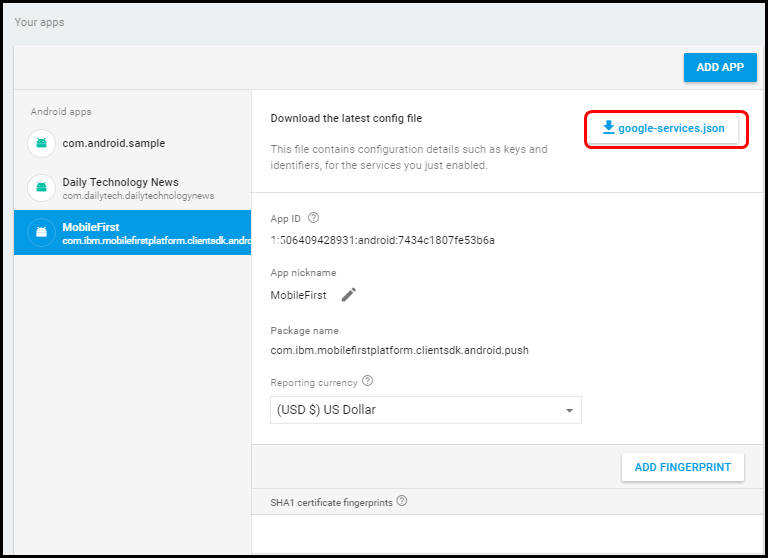 Your apps
ADD APP
Android apps
com.android.sample
Daily Technology News
com.dailytech.dailytechnologynews
MobileFirst
com.ibm.mobilefirstplatform.clientsdk.andro
Download the latest config file
google-services.json
This file contains configuration details such as keys and
identifiers, for the services you just enabled.
App ID
1:506409428931:android:7434c1807fe53b6a
App nickname
MobileFirst
Package name
com.ibm.mobilefirstplatform.clientsdk.android.push
Reporting currency
(USD $) US Dollar
ADD FINGERPRINT
SHA1 certificate fingerprints